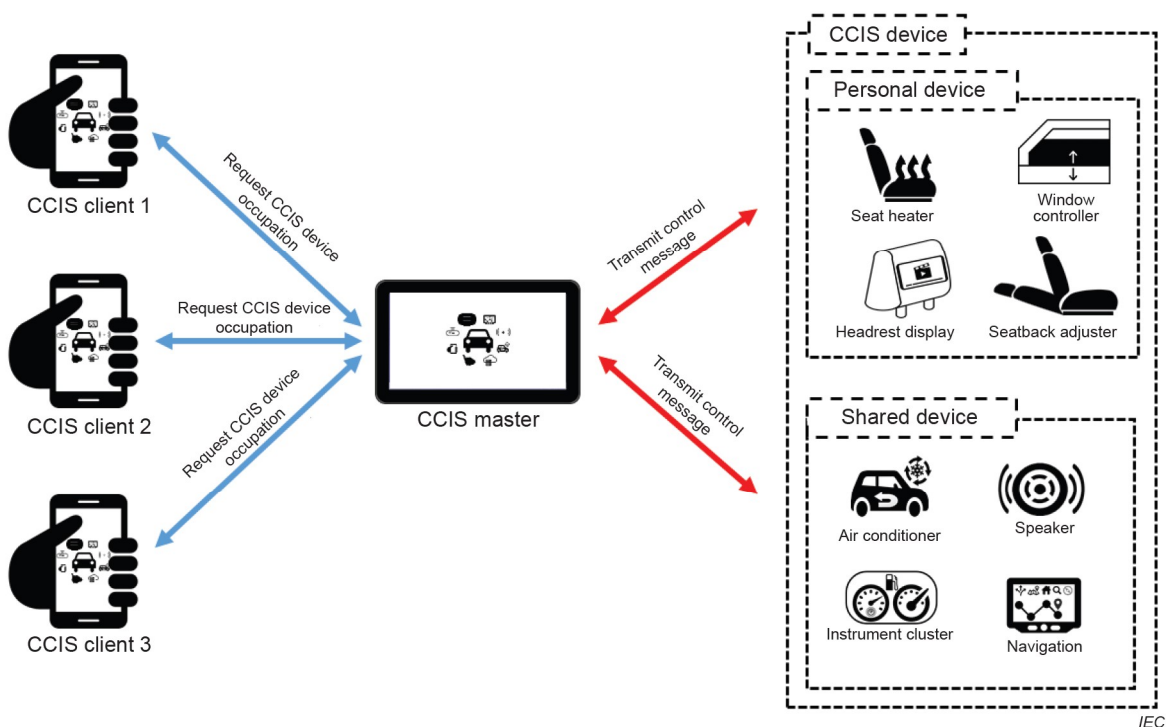 CCIS client 1
CCIS client 2
CCIS client 3
Request CCIS device
occupation
Request CCIS device
occupation
Request CCIS device
occupation
CCIS master
Transmit control
message
Transmit control
message
CCIS device
Personal device
Seat heater
Window
controller
Headrest display
Seatback adjuster
Shared device
Air conditioner
Speaker
Instrument cluster
Navigation
IEC